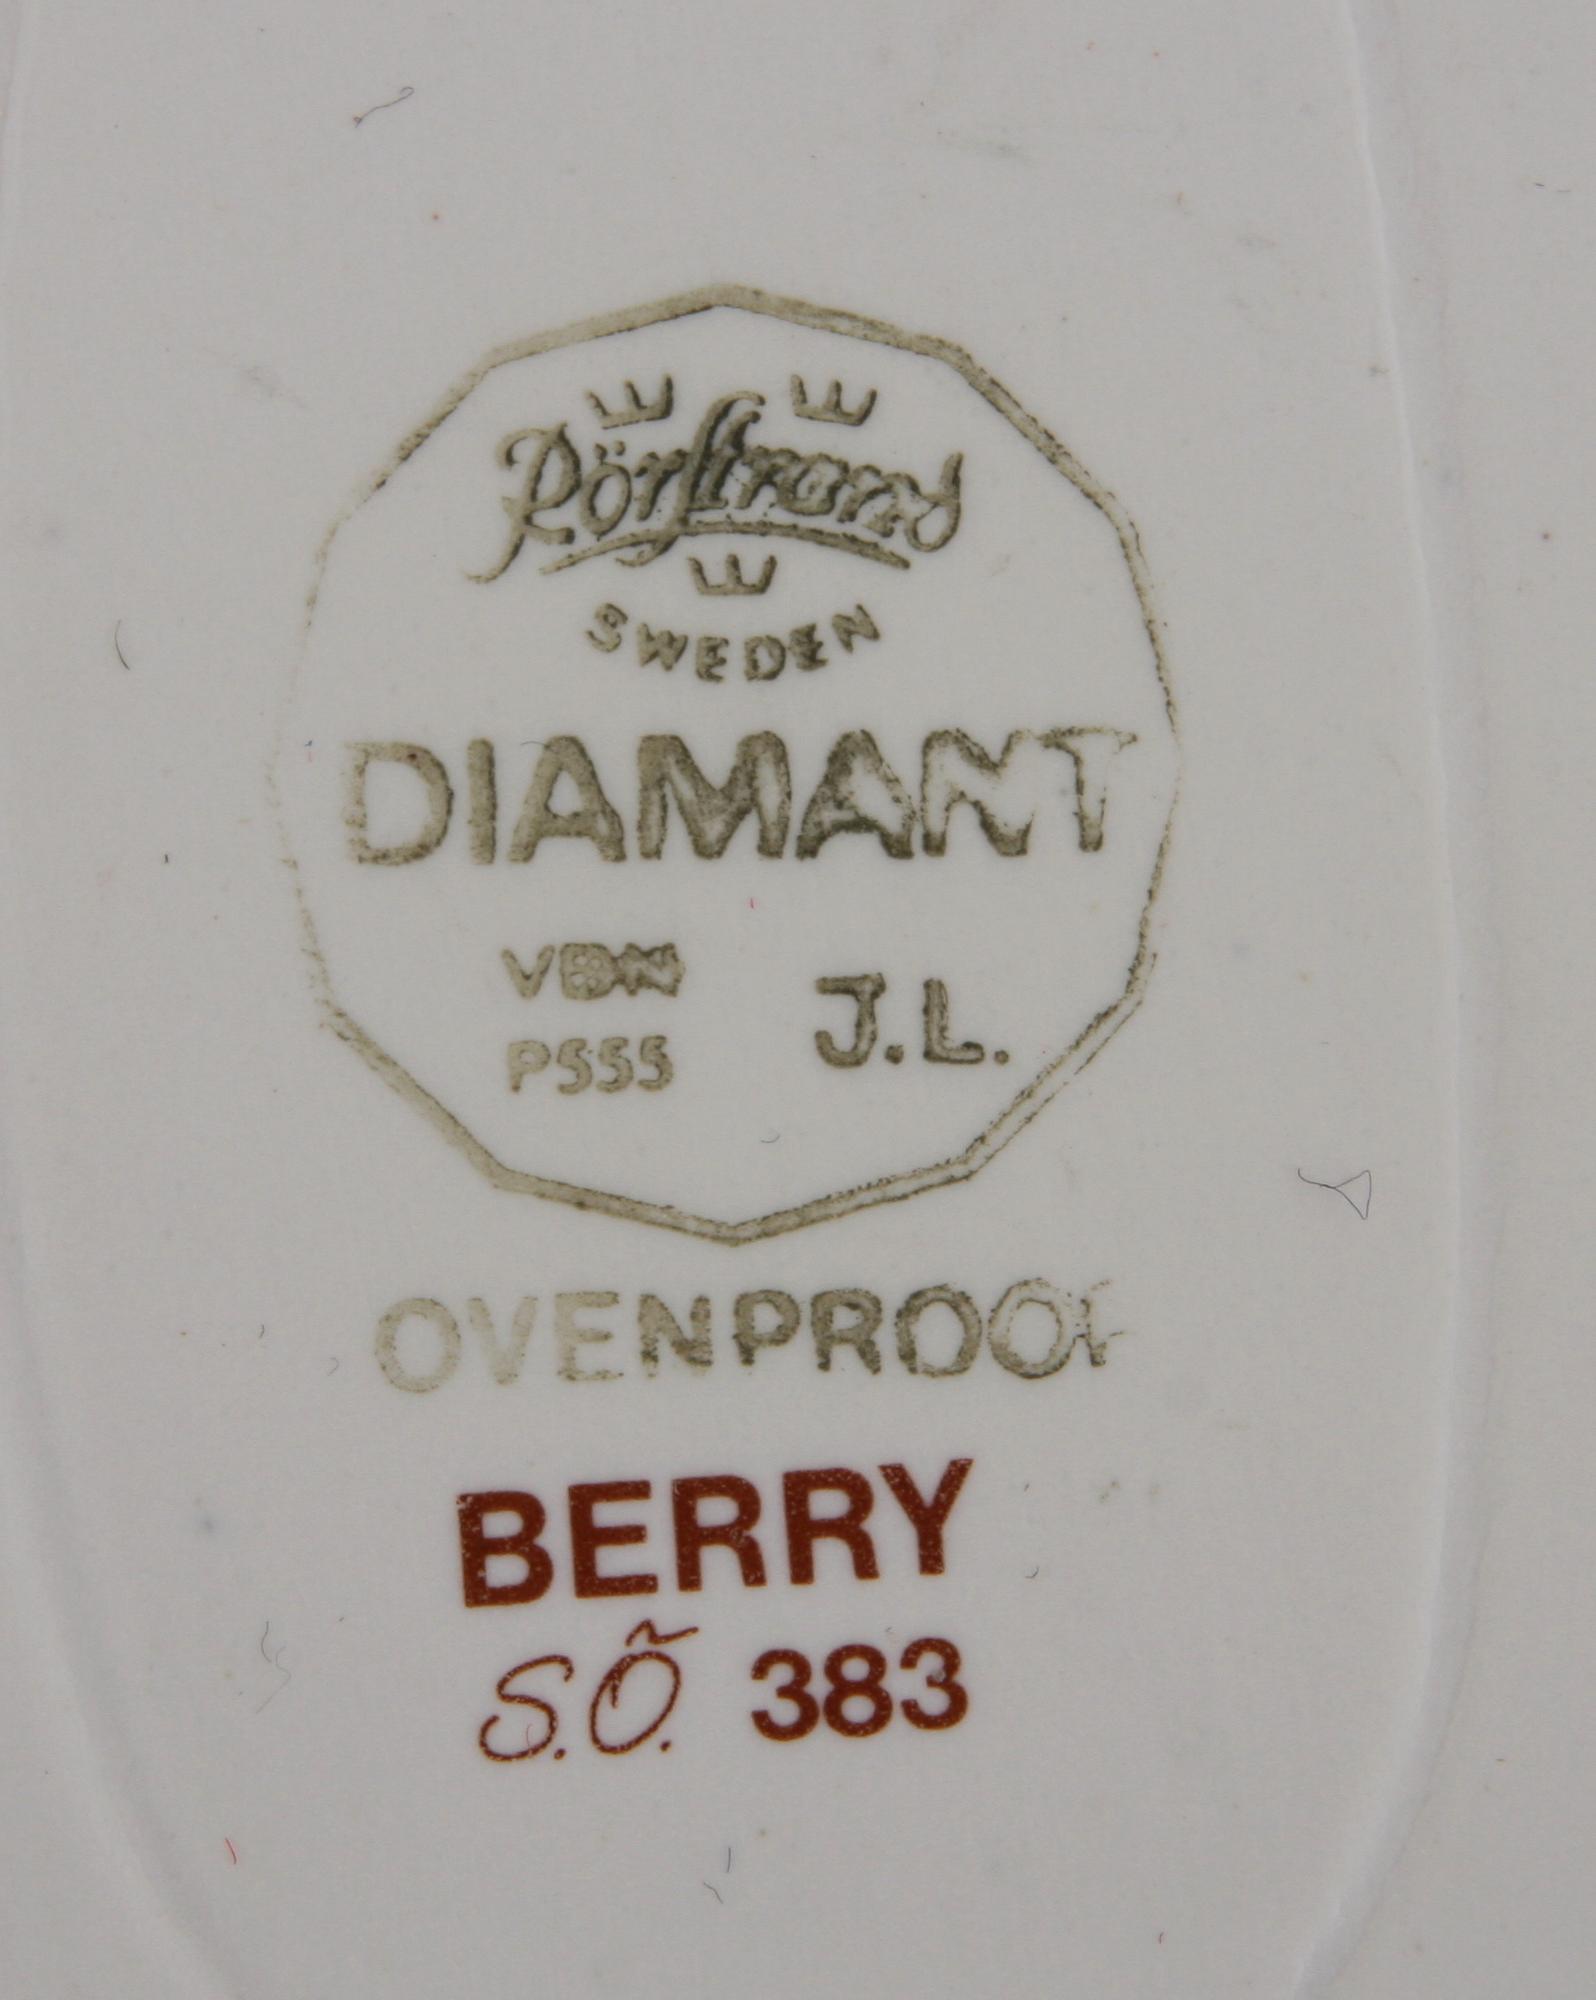 Rörstrand
SWEDEN
DIAMANT
VDN
P555
J.L.
OVENPROOF
BERRY
S.Ö. 383